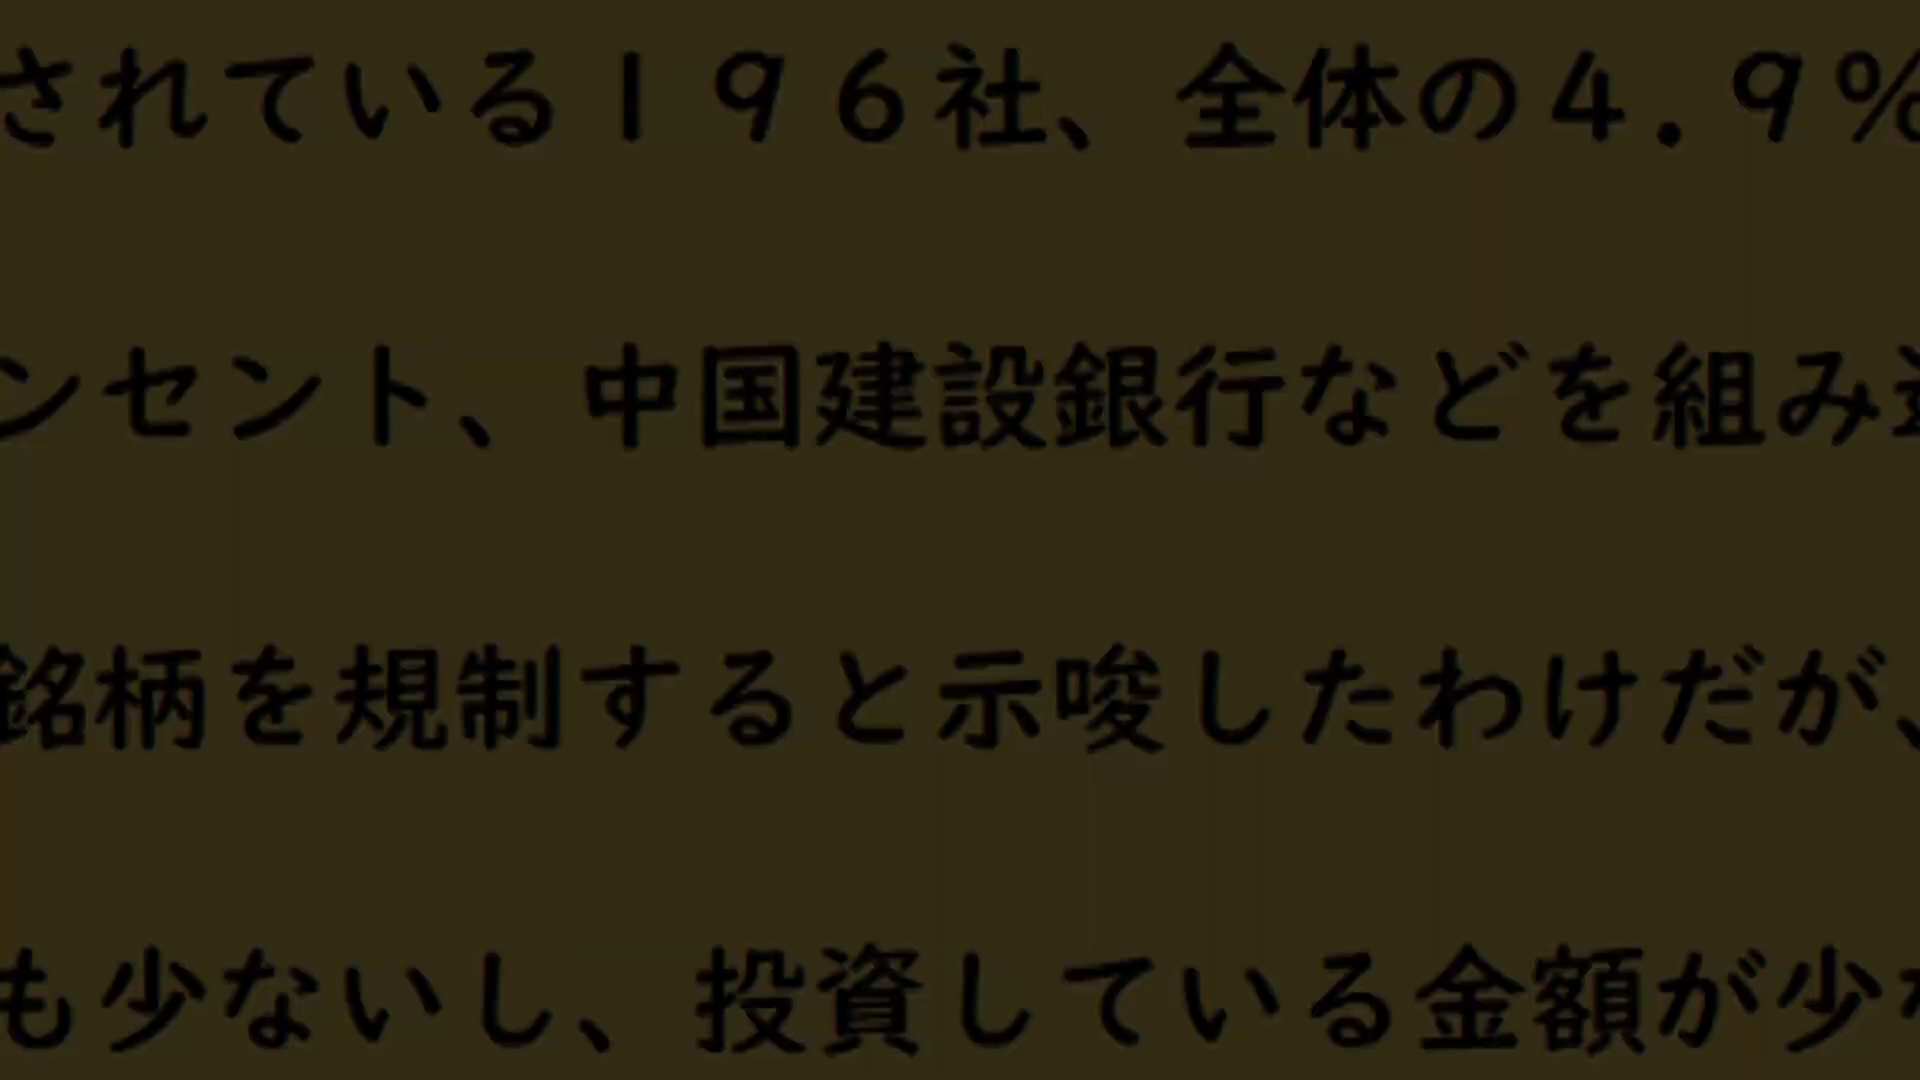 されている１９６社、全体の４．９％
ンセント、中国建設銀行などを組み
銘柄を規制すると示唆したわけだが、
も少ないし、投資している金額が少